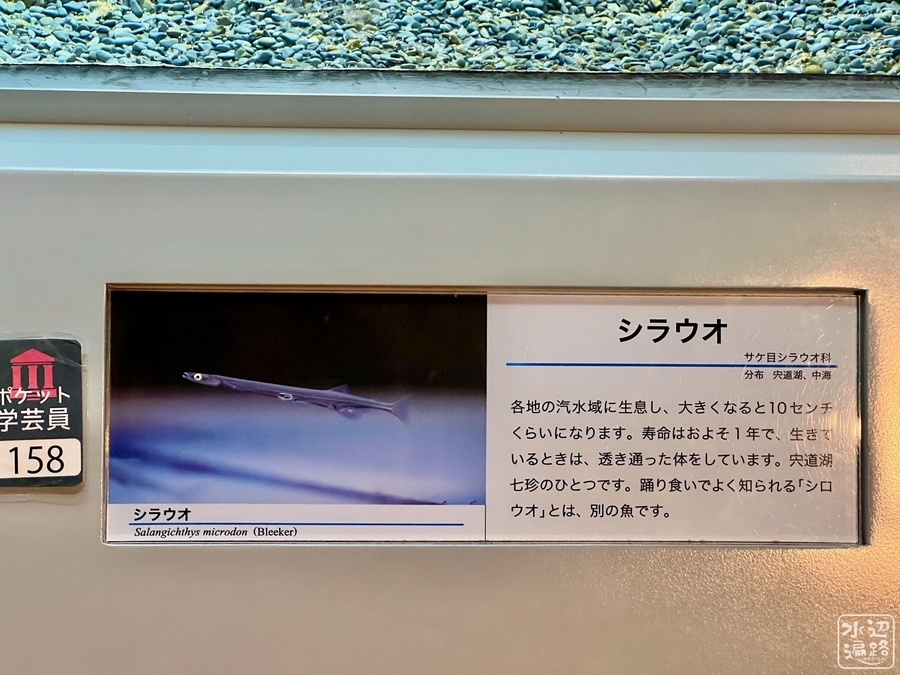 ポケット
学芸員
158
シラウオ
Salangichthys microdon (Bleeker)
シラウオ
サケ目シラウオ科
分布 宍道湖、中海
各地の汽水域に生息し、大きくなると10センチ
くらいになります。寿命はおよそ1年で、生きて
いるときは、透き通った体をしています。宍道湖
七珍のひとつです。踊り食いでよく知られる「シロ
ウオ」とは、別の魚です。
水辺
遍路